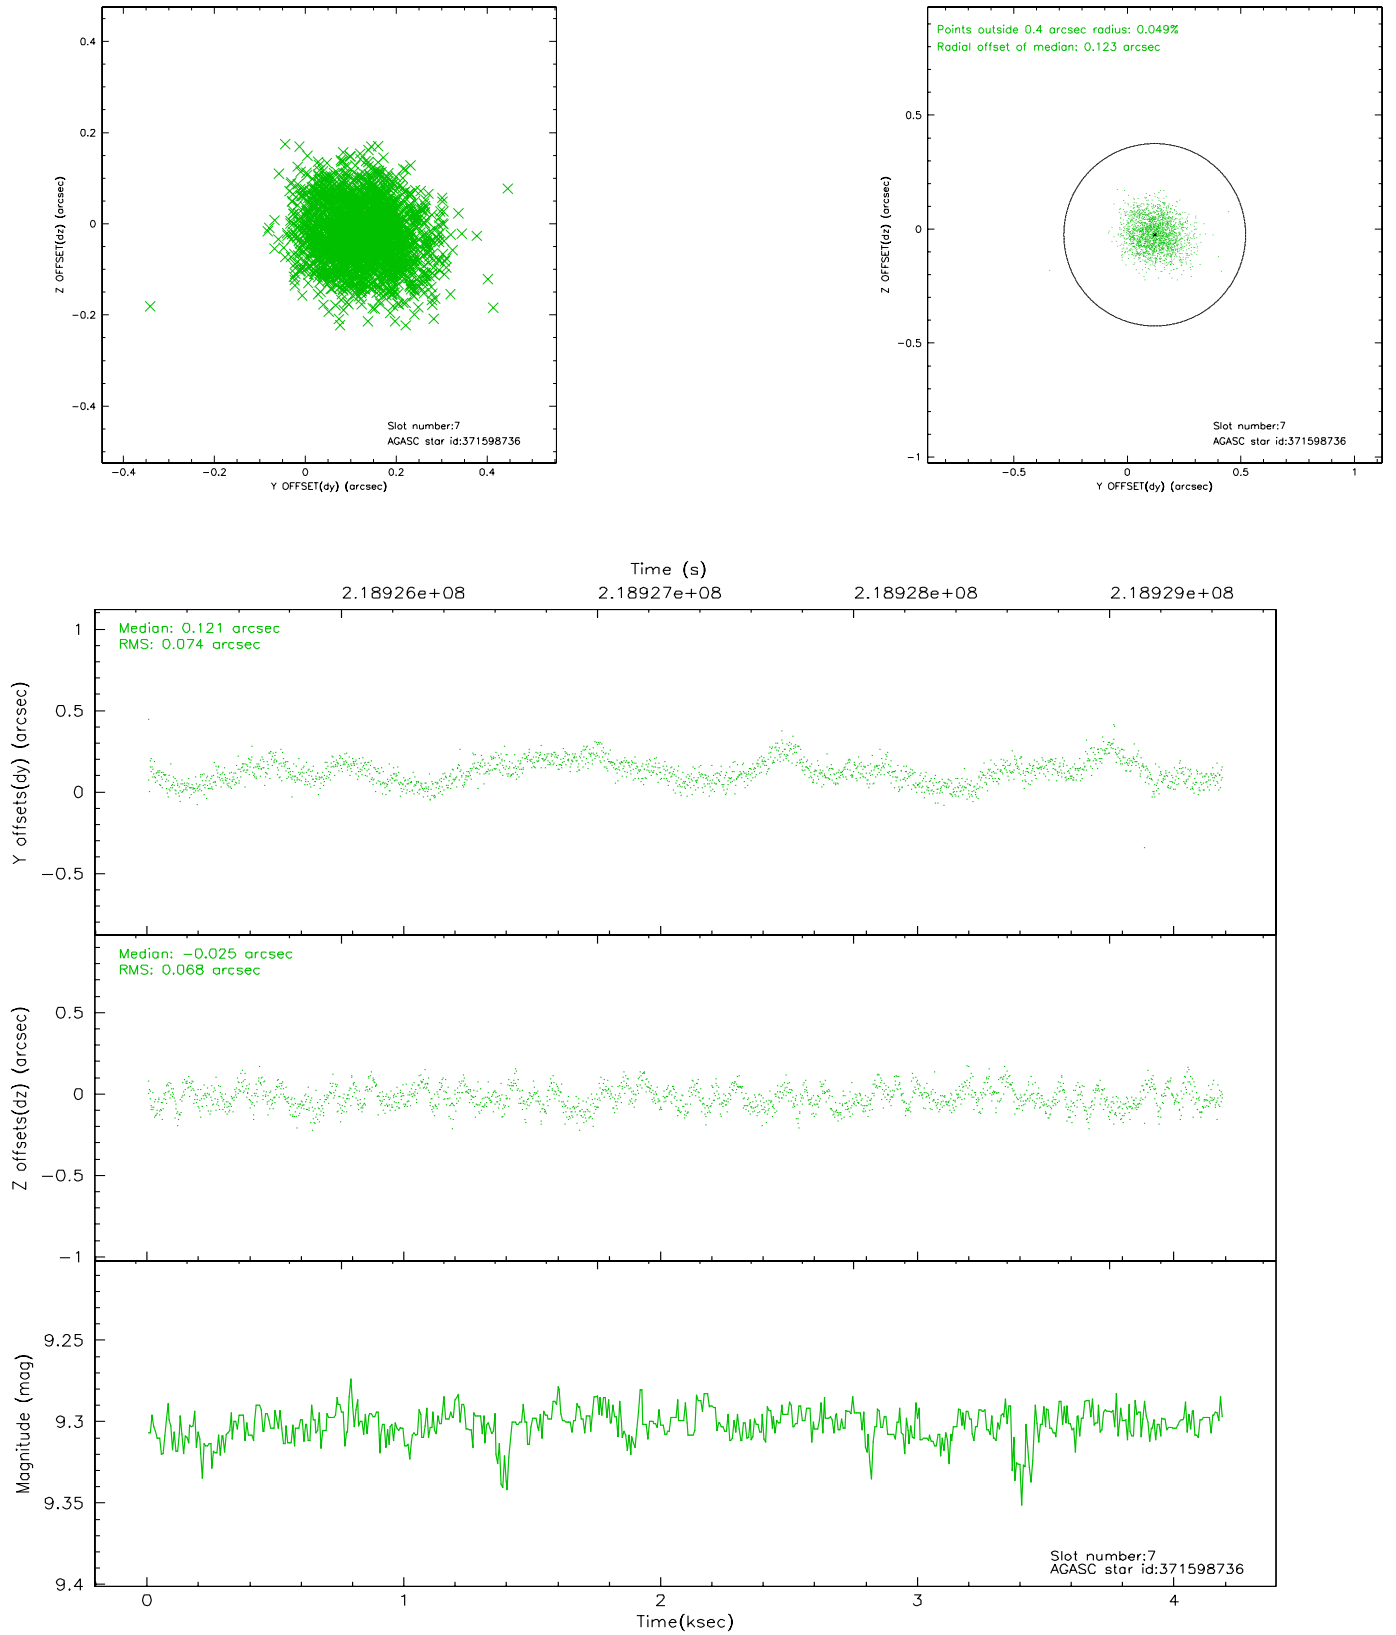 0.4
0.2
0
−0.2
−0.4
Z OFFSET(dz) (arcsec)
Slot number:7
AGASC star id:371598736
−0.4
−0.2
0
0.2
0.4
Y OFFSET(dy) (arcsec)
Points outside 0.4 arcsec radius: 0.049%
Radial offset of median: 0.123 arcsec
0.5
0
−0.5
−1
Z OFFSET(dz) (arcsec)
Slot number:7
AGASC star id:371598736
−0.5
0
0.5
1
Y OFFSET(dy) (arcsec)
Time (s)
2.18926e+08
2.18927e+08
2.18928e+08
2.18929e+08
Median: 0.121 arcsec
RMS: 0.074 arcsec
1
0.5
0
−0.5
Y offsets(dy) (arcsec)
Median: −0.025 arcsec
RMS: 0.068 arcsec
0.5
0
−0.5
−1
Z offsets(dz) (arcsec)
9.25
9.3
9.35
9.4
Magnitude (mag)
Slot number:7
AGASC star id:371598736
0
1
2
3
4
Time(ksec)